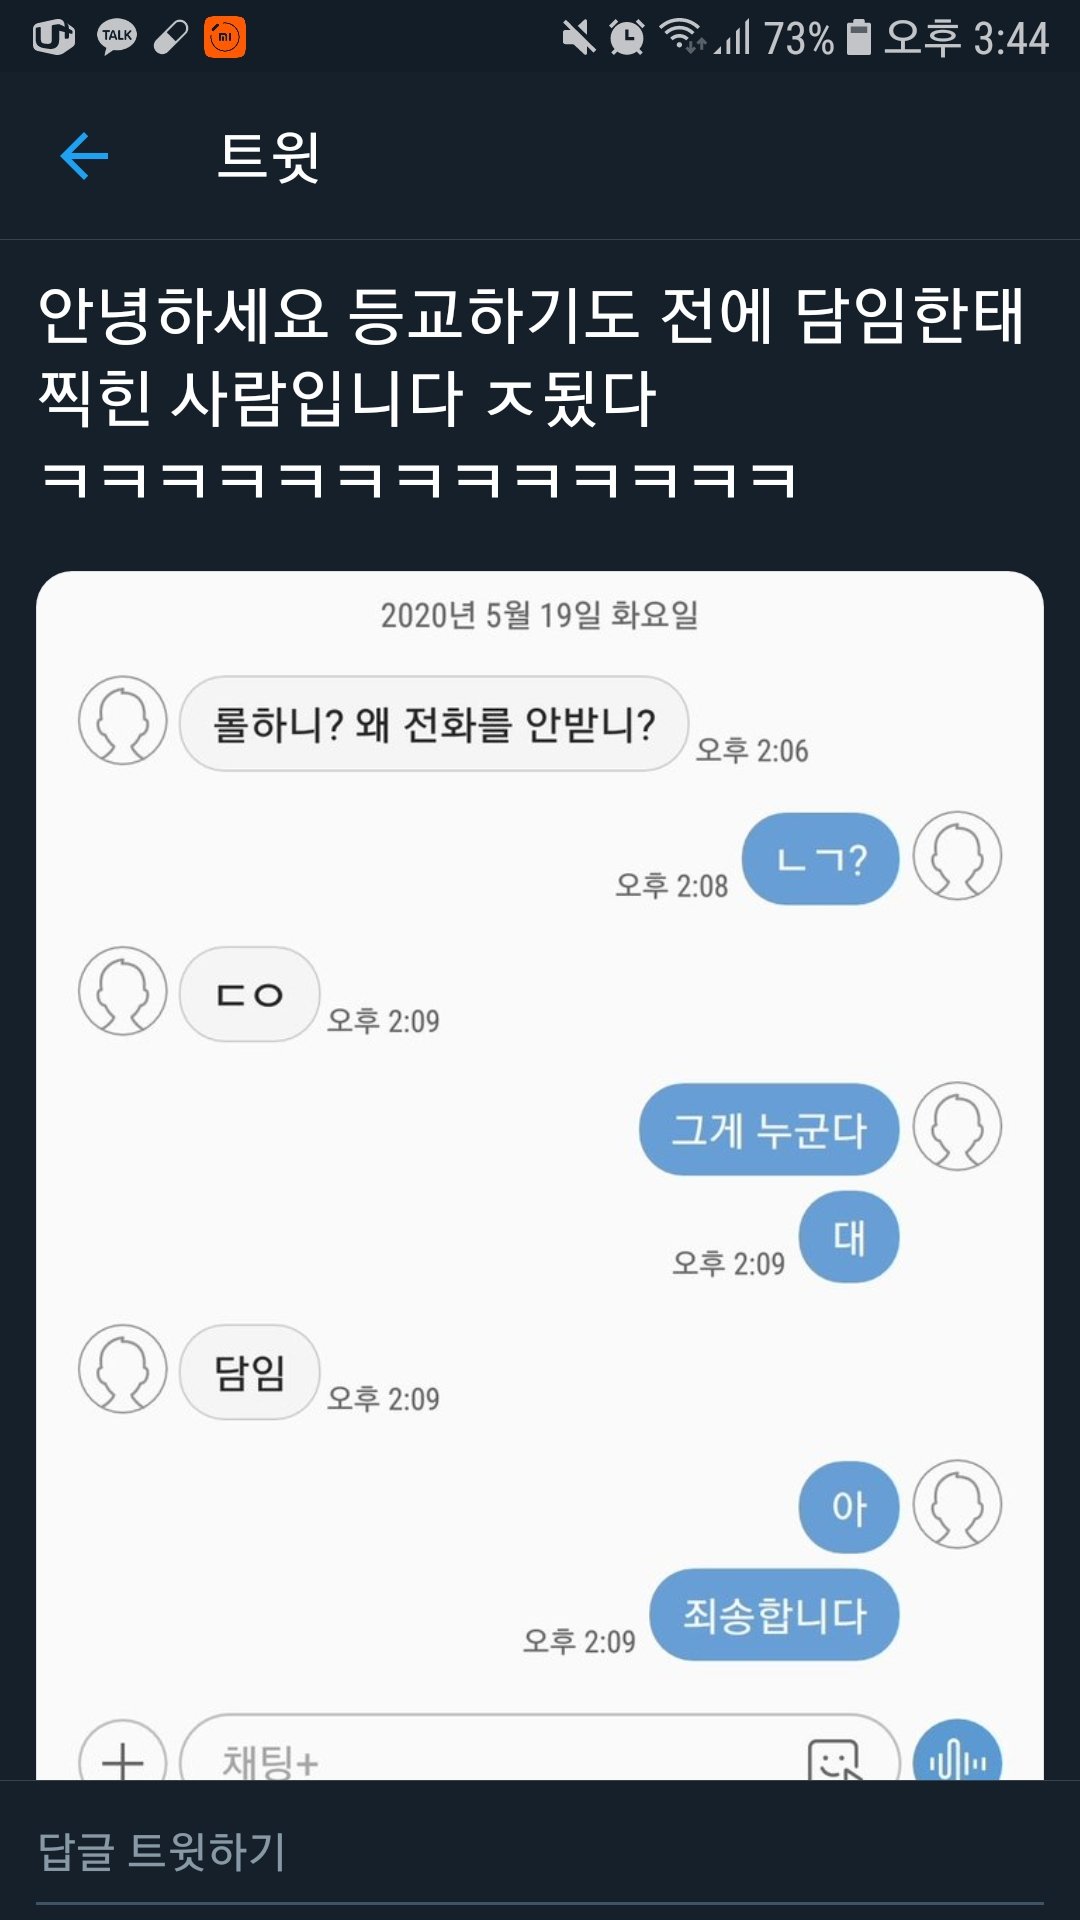 U+ TALK mi 73% 오후 3:44
트윗
안녕하세요 등교하기도 전에 담임한태
찍힌 사람입니다 ㅈ됬다
ㅋㅋㅋㅋㅋㅋㅋㅋㅋㅋㅋㅋㅋ
2020년 5월 19일 화요일
롤하니? 왜 전화를 안받니?
오후 2:06
ㄴㄱ?
오후 2:08
ㄷㅇ
오후 2:09
그게 누군다
대
오후 2:09
담임
오후 2:09
아
죄송합니다
오후 2:09
채팅+
답글 트윗하기